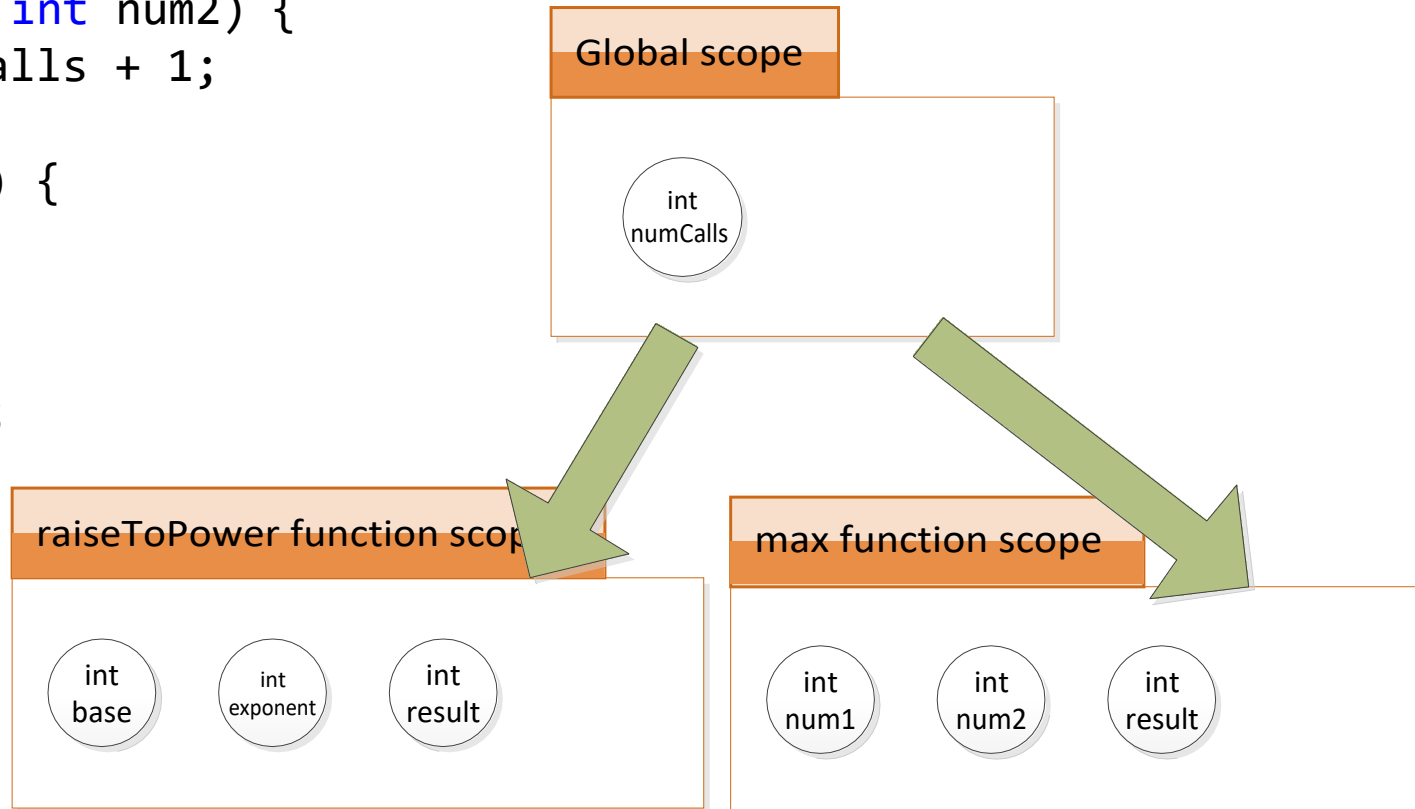 int num2) {
alls + 1;
) {
Global scope
int
numCalls
raiseToPower function scop
int
base
int
exponent
int
result
max function scope
int
num1
int
num2
int
result